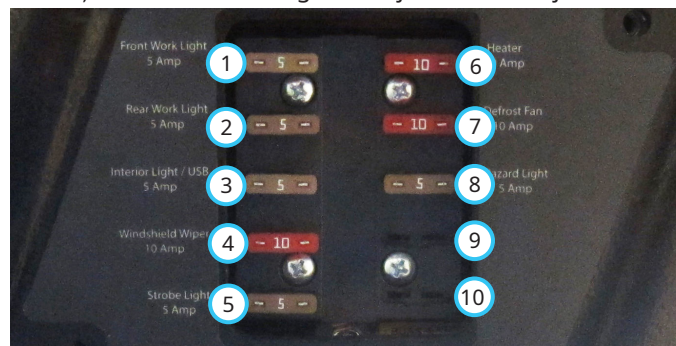 Front Work Light
5 Amp
1
5
Rear Work Light
5 Amp
2
5
Interior Light / USB
5 Amp
3
5
Windshield Wiper
10 Amp
4
10
Strobe Light
5 Amp
5
5
10
6
Heater
Amp
10
7
Defrost Fan
10 Amp
5
8
Hazard Light
5 Amp
9
10